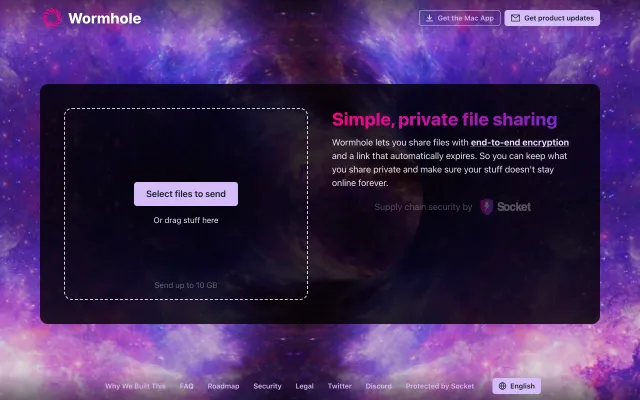 Wormhole
Get the Mac App
Get product updates
Simple, private file sharing
Wormhole lets you share files with end-to-end encryption
and a link that automatically expires. So you can keep what
you share private and make sure your stuff doesn't stay
online forever.
Supply chain security by Socket
Select files to send
Or drag stuff here
Send up to 10 GB
Why We Built This FAQ Roadmap Security Legal Twitter Discord Protected by Socket English